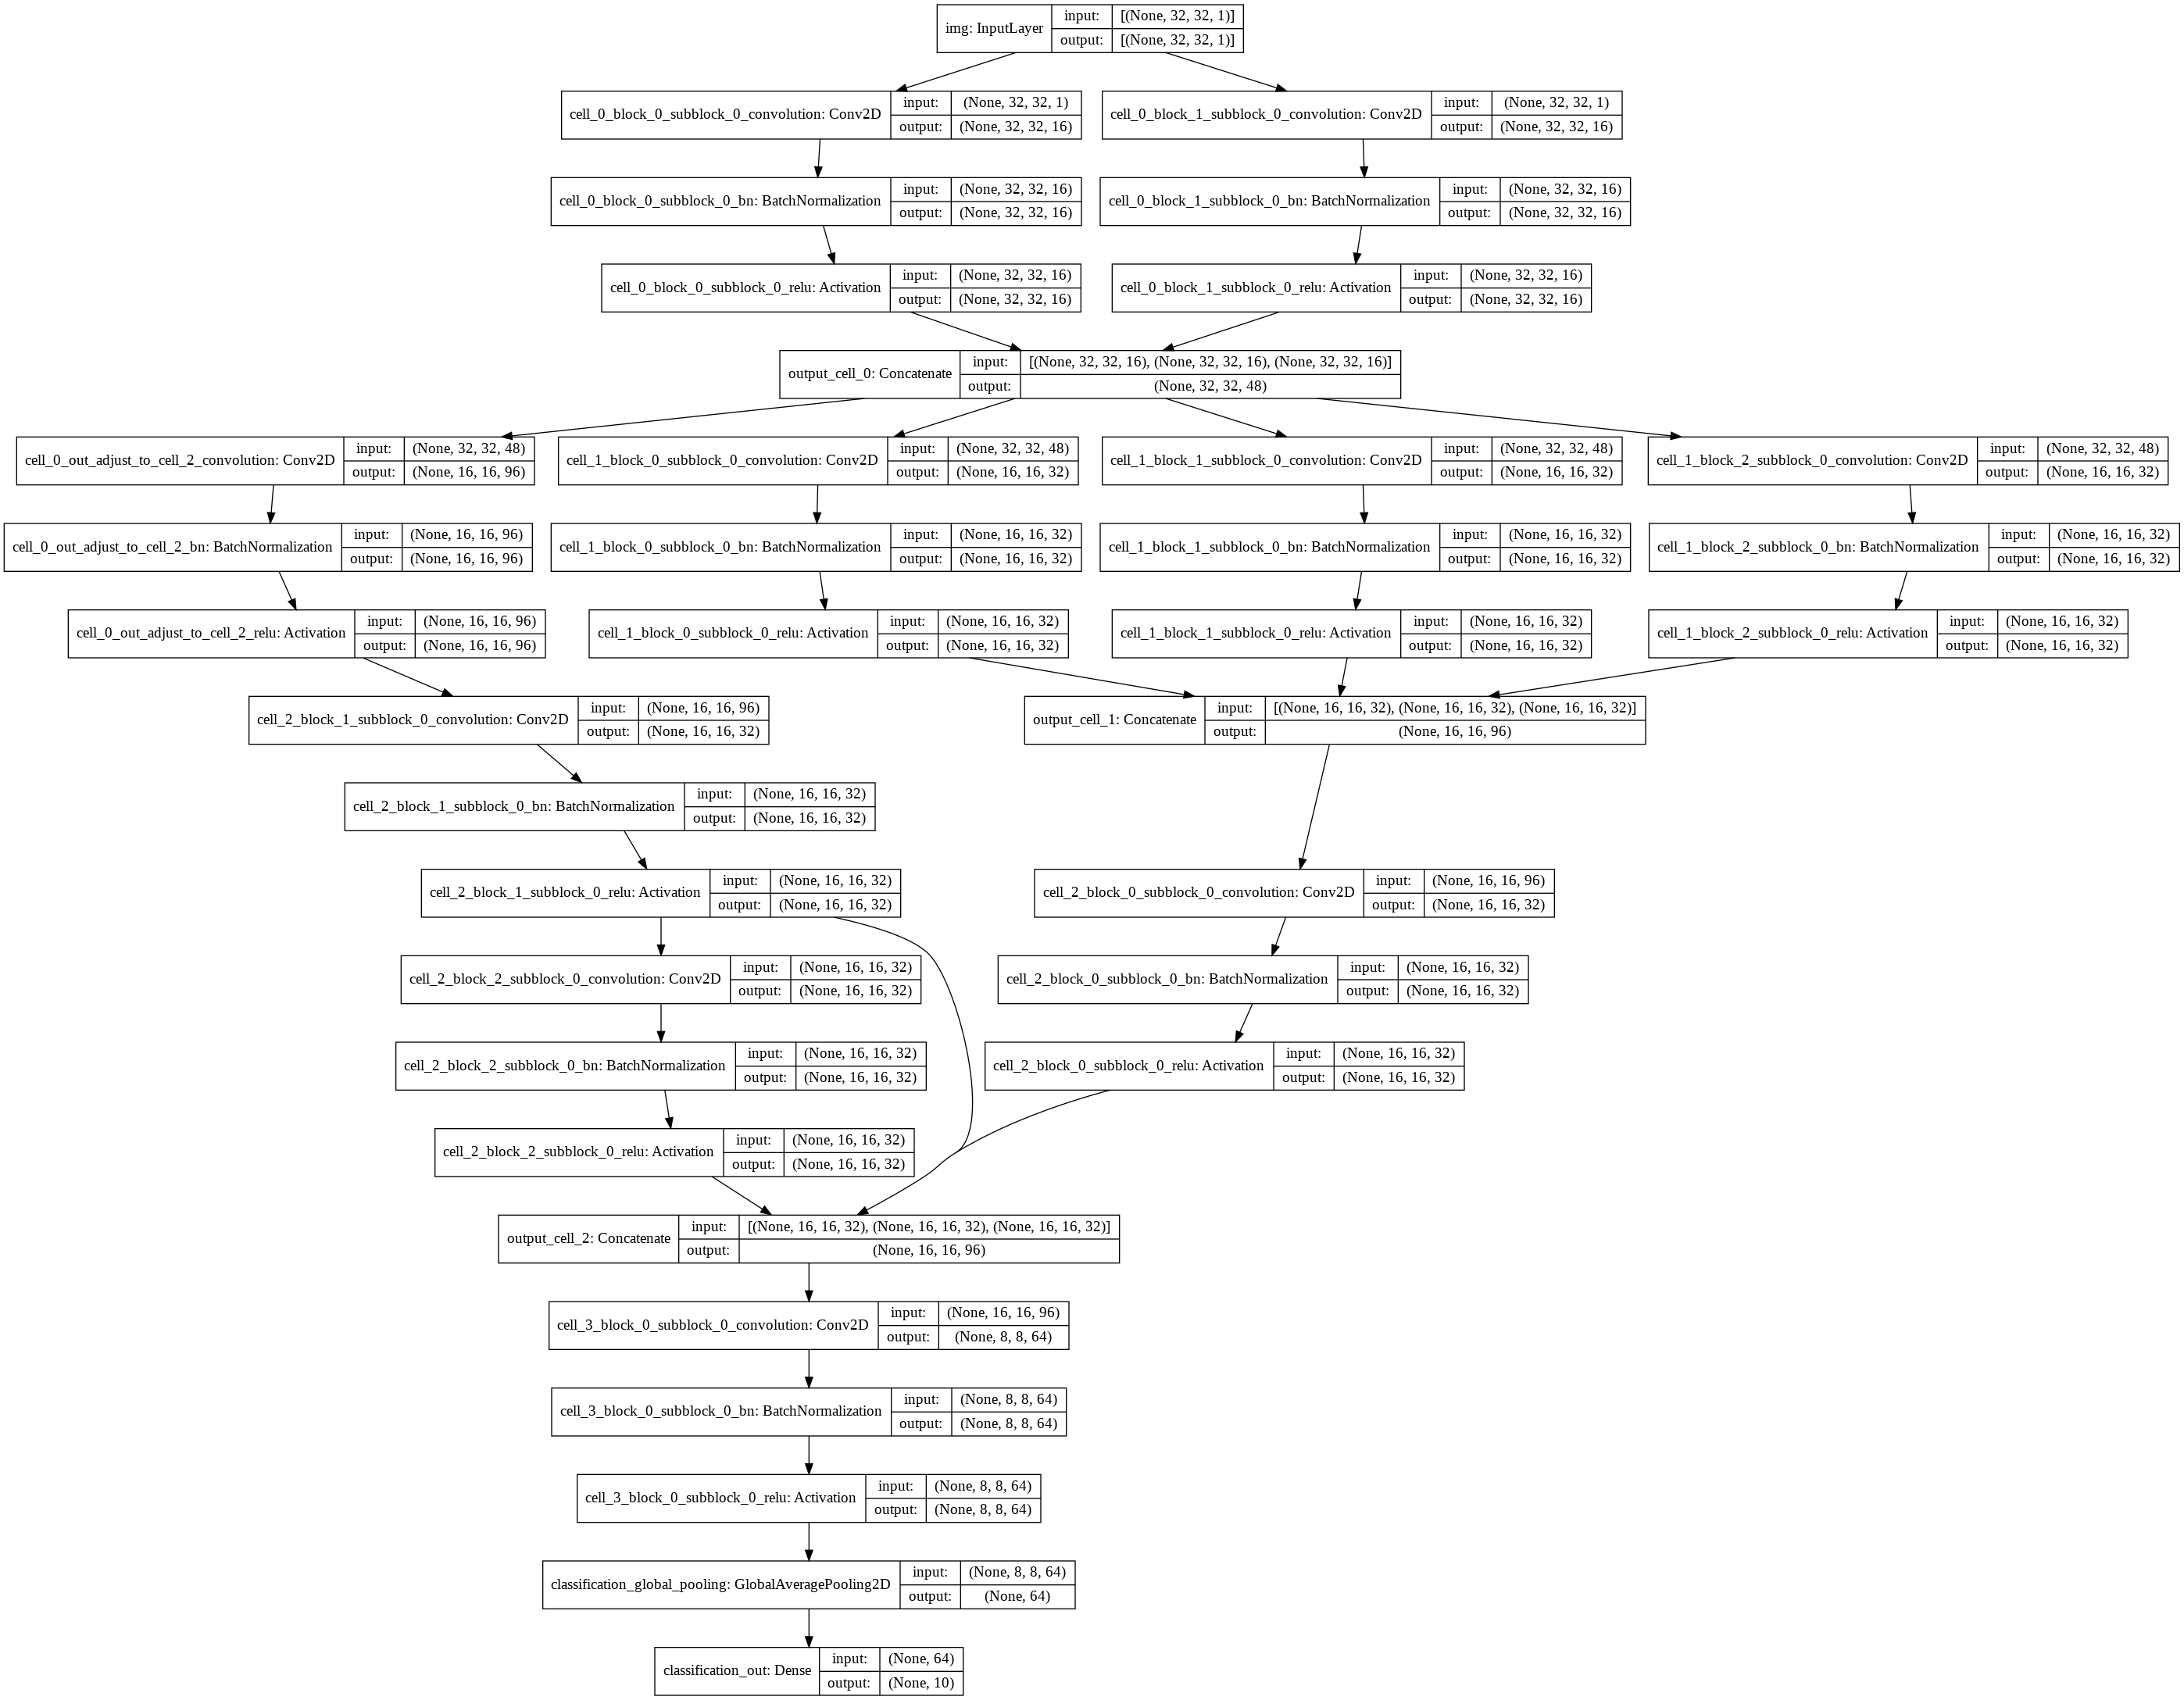 img: InputLayer
input: [(None, 32, 32, 1)]
output: [(None, 32, 32, 1)]
cell_0_block_0_subblock_0_convolution: Conv2D
input: (None, 32, 32, 1)
output: (None, 32, 32, 16)
cell_0_block_1_subblock_0_convolution: Conv2D
input: (None, 32, 32, 1)
output: (None, 32, 32, 16)
cell_0_block_0_subblock_0_bn: BatchNormalization
input: (None, 32, 32, 16)
output: (None, 32, 32, 16)
cell_0_block_1_subblock_0_bn: BatchNormalization
input: (None, 32, 32, 16)
output: (None, 32, 32, 16)
cell_0_block_0_subblock_0_relu: Activation
input: (None, 32, 32, 16)
output: (None, 32, 32, 16)
cell_0_block_1_subblock_0_relu: Activation
input: (None, 32, 32, 16)
output: (None, 32, 32, 16)
output_cell_0: Concatenate
input: [(None, 32, 32, 16), (None, 32, 32, 16), (None, 32, 32, 16)]
output: (None, 32, 32, 48)
cell_0_out_adjust_to_cell_2_convolution: Conv2D
input: (None, 32, 32, 48)
output: (None, 16, 16, 96)
cell_1_block_0_subblock_0_convolution: Conv2D
input: (None, 32, 32, 48)
output: (None, 16, 16, 32)
cell_1_block_1_subblock_0_convolution: Conv2D
input: (None, 32, 32, 48)
output: (None, 16, 16, 32)
cell_1_block_2_subblock_0_convolution: Conv2D
input: (None, 32, 32, 48)
output: (None, 16, 16, 32)
cell_0_out_adjust_to_cell_2_bn: BatchNormalization
input: (None, 16, 16, 96)
output: (None, 16, 16, 96)
cell_1_block_0_subblock_0_bn: BatchNormalization
input: (None, 16, 16, 32)
output: (None, 16, 16, 32)
cell_1_block_1_subblock_0_bn: BatchNormalization
input: (None, 16, 16, 32)
output: (None, 16, 16, 32)
cell_1_block_2_subblock_0_bn: BatchNormalization
input: (None, 16, 16, 32)
output: (None, 16, 16, 32)
cell_0_out_adjust_to_cell_2_relu: Activation
input: (None, 16, 16, 96)
output: (None, 16, 16, 96)
cell_1_block_0_subblock_0_relu: Activation
input: (None, 16, 16, 32)
output: (None, 16, 16, 32)
cell_1_block_1_subblock_0_relu: Activation
input: (None, 16, 16, 32)
output: (None, 16, 16, 32)
cell_1_block_2_subblock_0_relu: Activation
input: (None, 16, 16, 32)
output: (None, 16, 16, 32)
cell_2_block_1_subblock_0_convolution: Conv2D
input: (None, 16, 16, 96)
output: (None, 16, 16, 32)
output_cell_1: Concatenate
input: [(None, 16, 16, 32), (None, 16, 16, 32), (None, 16, 16, 32)]
output: (None, 16, 16, 96)
cell_2_block_1_subblock_0_bn: BatchNormalization
input: (None, 16, 16, 32)
output: (None, 16, 16, 32)
cell_2_block_1_subblock_0_relu: Activation
input: (None, 16, 16, 32)
output: (None, 16, 16, 32)
cell_2_block_0_subblock_0_convolution: Conv2D
input: (None, 16, 16, 96)
output: (None, 16, 16, 32)
cell_2_block_2_subblock_0_convolution: Conv2D
input: (None, 16, 16, 32)
output: (None, 16, 16, 32)
cell_2_block_0_subblock_0_bn: BatchNormalization
input: (None, 16, 16, 32)
output: (None, 16, 16, 32)
cell_2_block_2_subblock_0_bn: BatchNormalization
input: (None, 16, 16, 32)
output: (None, 16, 16, 32)
cell_2_block_0_subblock_0_relu: Activation
input: (None, 16, 16, 32)
output: (None, 16, 16, 32)
cell_2_block_2_subblock_0_relu: Activation
input: (None, 16, 16, 32)
output: (None, 16, 16, 32)
output_cell_2: Concatenate
input: [(None, 16, 16, 32), (None, 16, 16, 32), (None, 16, 16, 32)]
output: (None, 16, 16, 96)
cell_3_block_0_subblock_0_convolution: Conv2D
input: (None, 16, 16, 96)
output: (None, 8, 8, 64)
cell_3_block_0_subblock_0_bn: BatchNormalization
input: (None, 8, 8, 64)
output: (None, 8, 8, 64)
cell_3_block_0_subblock_0_relu: Activation
input: (None, 8, 8, 64)
output: (None, 8, 8, 64)
classification_global_pooling: GlobalAveragePooling2D
input: (None, 8, 8, 64)
output: (None, 64)
classification_out: Dense
input: (None, 64)
output: (None, 10)